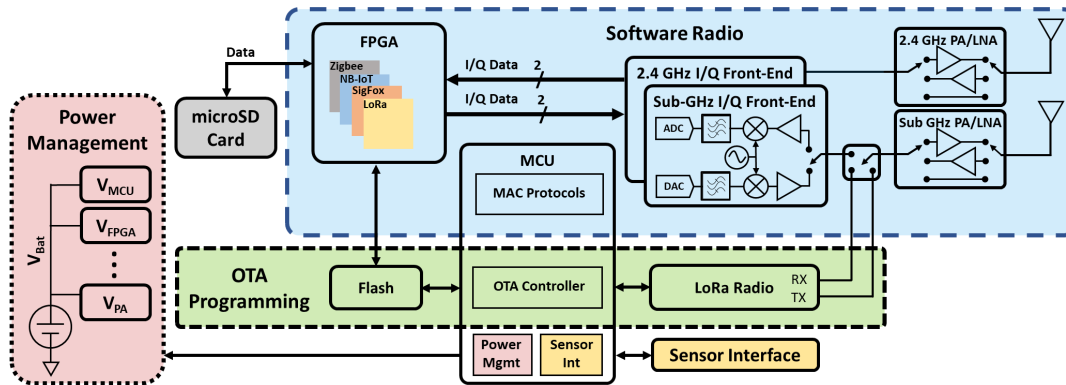 Software Radio
Data
FPGA
Zigbee
NB-IoT
SigFox
LoRa
I/Q Data 2
I/Q Data 2
2.4 GHz I/Q Front-End
Sub-GHz I/Q Front-End
ADC
DAC
2.4 GHz PA/LNA
Sub GHz PA/LNA
microSD
Card
Power
Management
VMCU
VFPGA
VPA
VBat
MCU
MAC Protocols
OTA
Programming
Flash
OTA Controller
LoRa Radio
RX
TX
Power
Mgmt
Sensor
Int
Sensor Interface